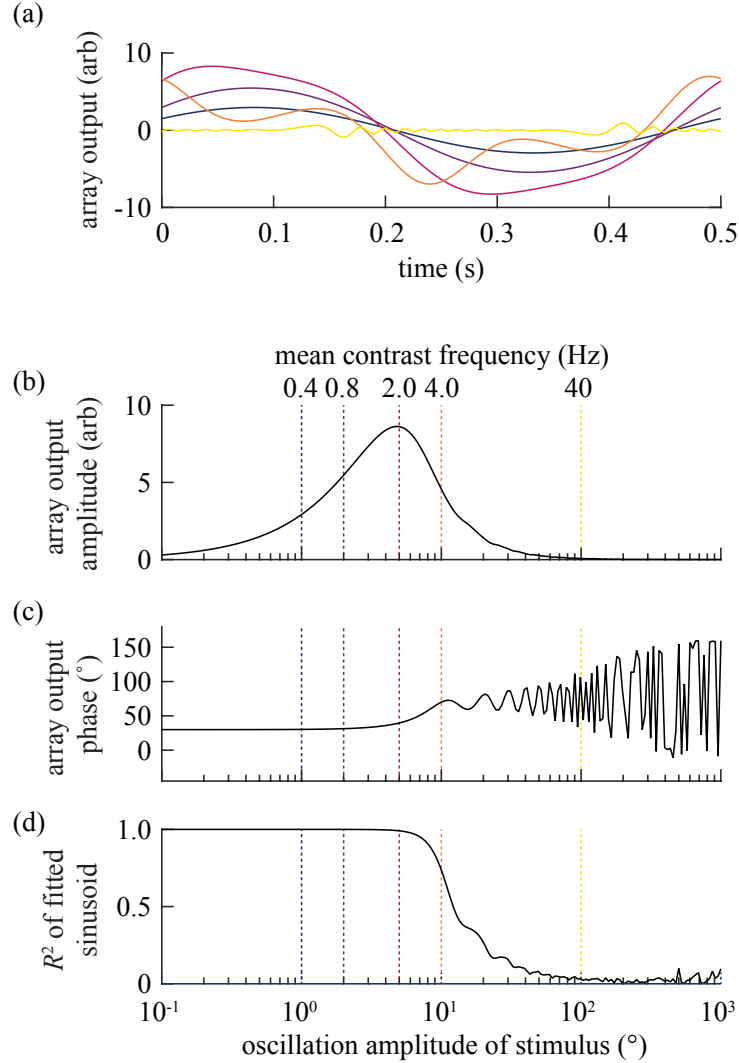 (a)
10
0
-10
array output (arb)
0 0.1 0.2 0.3 0.4 0.5
time (s)
mean contrast frequency (Hz)
(b)
0.4 0.8 2.0 4.0 40
10
5
0
array output
amplitude (arb)
(c)
150
100
50
0
array output
phase (°)
(d)
1.0
0.5
0
R² of fitted
sinusoid
10⁻¹ 10⁰ 10¹ 10² 10³
oscillation amplitude of stimulus (°)